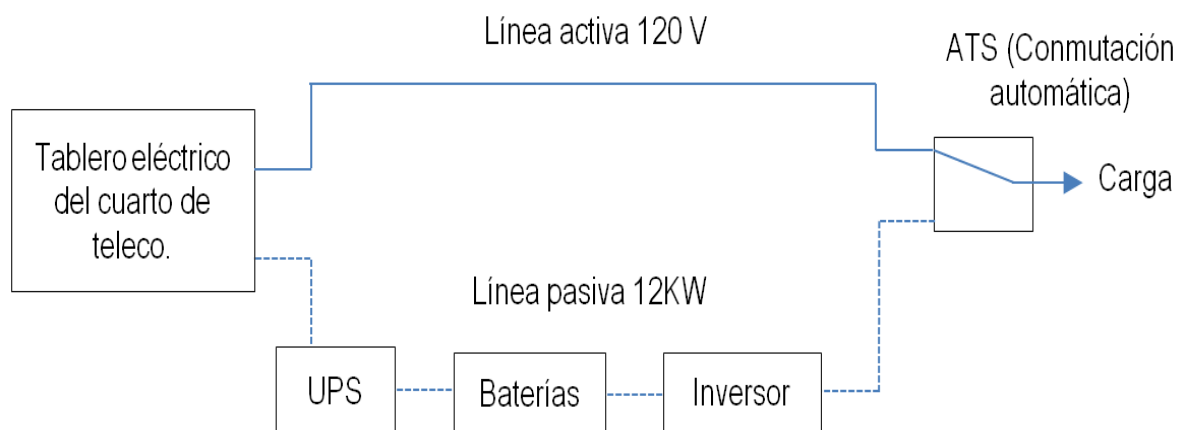 Línea activa 120 V
ATS (Conmutación
automática)
Tablero eléctrico
del cuarto de
teleco.
Carga
Línea pasiva 12KW
UPS
Baterías
Inversor